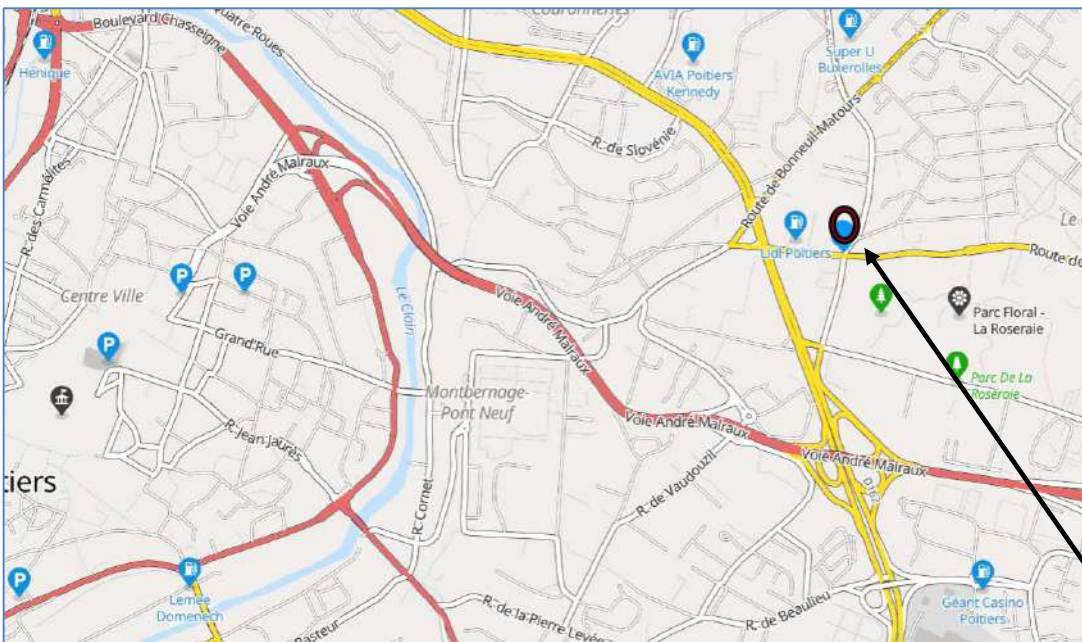 Couronneries
Boulevard Chasseigne
Quatre Roues
Hénique
Super U
Buxerolles
AVIA Poitiers
Kennedy
R. de Slovénie
Route de Bonneuil-Matours
R. des Carmélites
Voie André Malraux
Lidl Poitiers
Le
Route de
Centre Ville
Le Clain
Voie André Malraux
Parc Floral -
La Roseraie
Grand'Rue
Parc De La
Roseraie
Montbernage-
Pont Neuf
Voie André Malraux
R. Jean Jaurès
Voie André Malraux
tiers
R. Cornet
R. de Vaudouzil
D162
Lemée
Domenech
R. de la Pierre Levée
R. de Beaulieu
Géant Casino
Poitiers
Pasteur
P
P
P
P